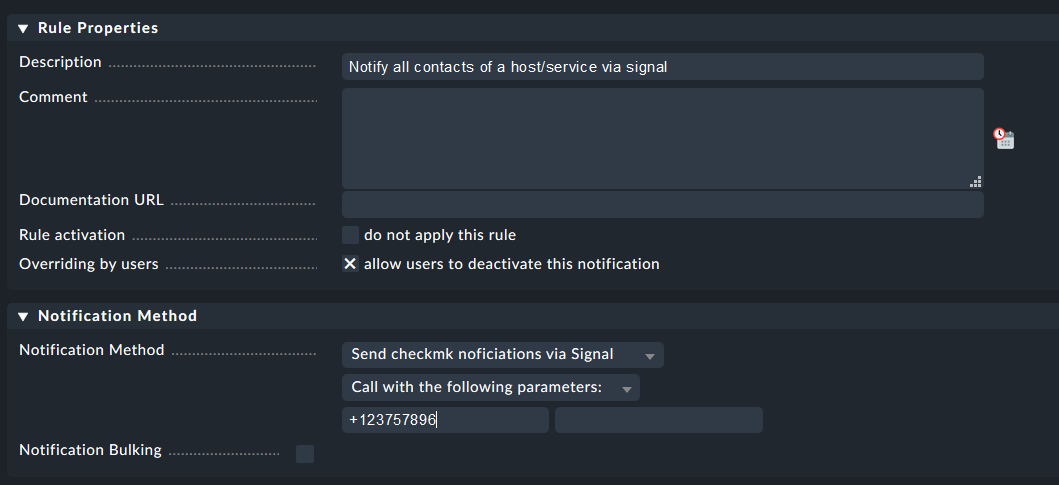 Rule Properties
Description
Notify all contacts of a host/service via signal
Comment
Documentation URL
Rule activation
do not apply this rule
Overriding by users
allow users to deactivate this notification
Notification Method
Notification Method
Send checkmk noficiations via Signal
Call with the following parameters:
+123757896
Notification Bulking